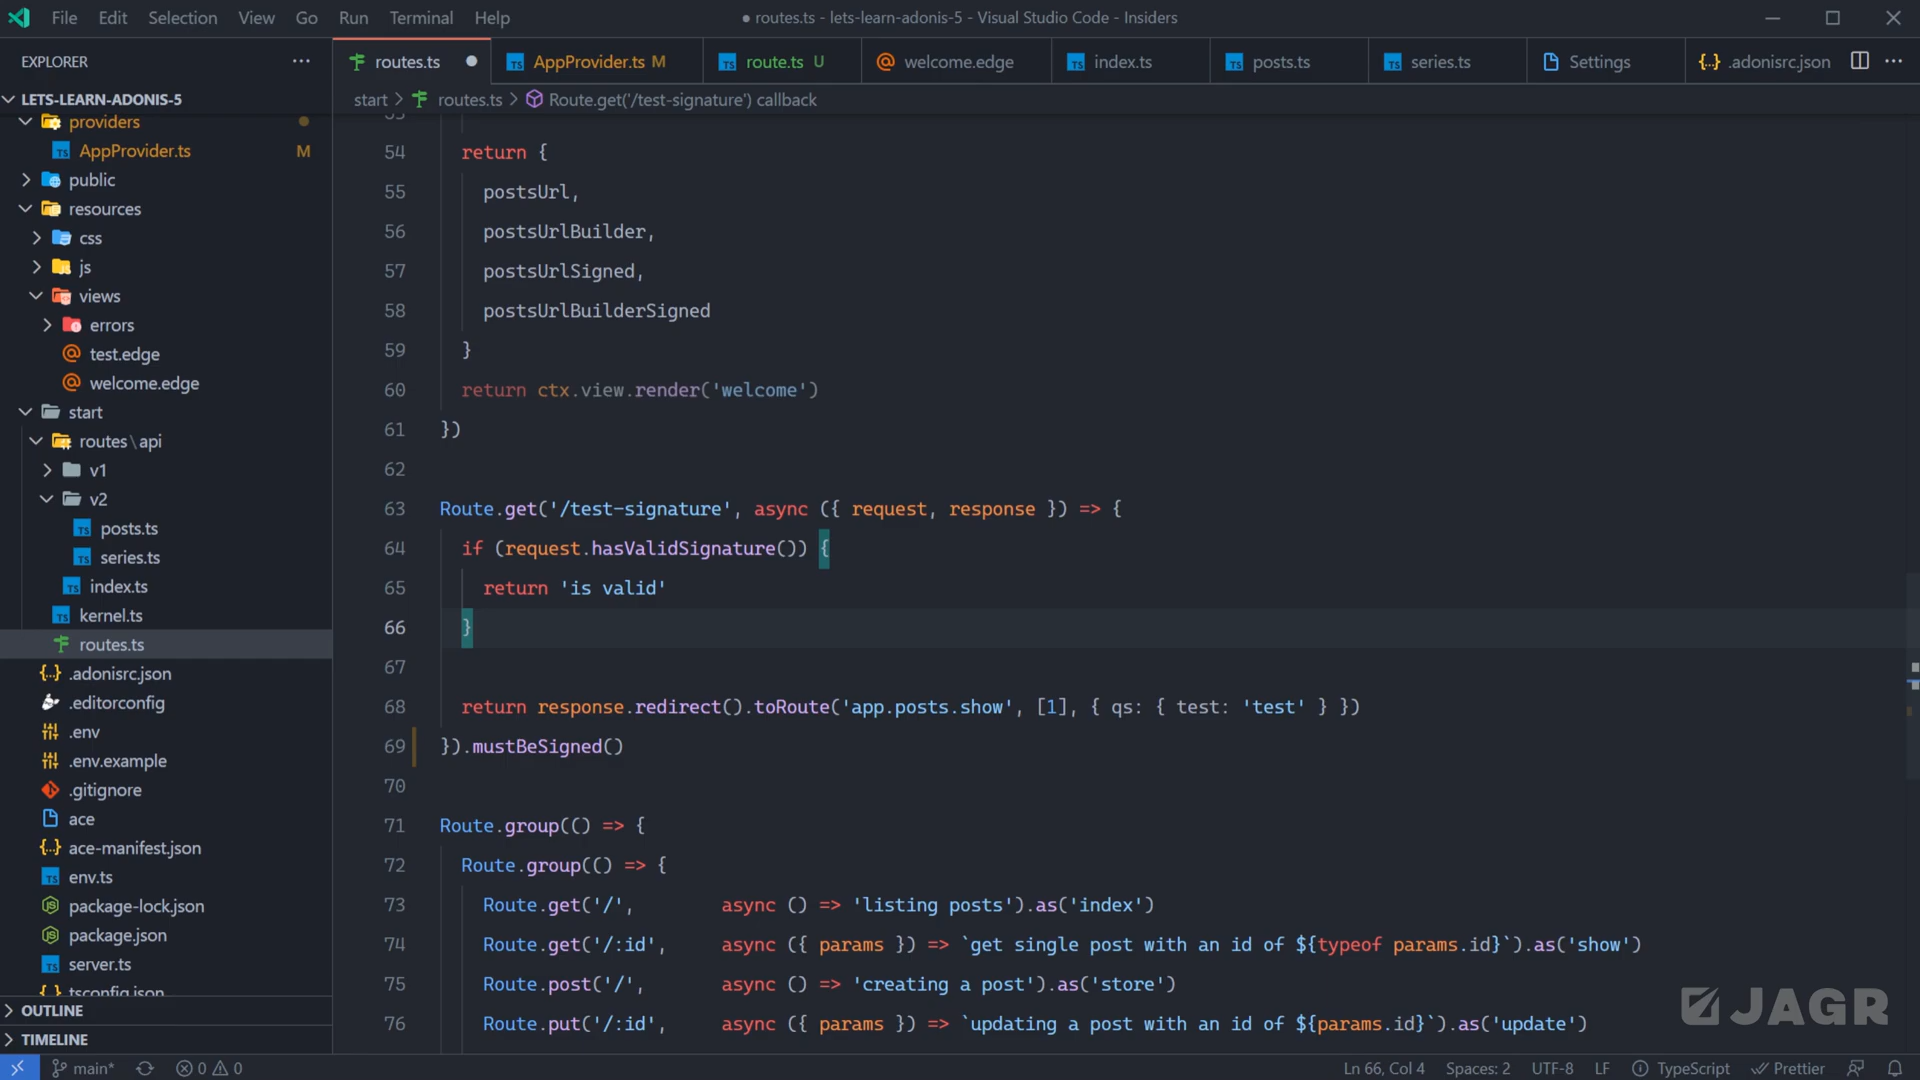 File Edit Selection View Go Run Terminal Help
● routes.ts - lets-learn-adonis-5 - Visual Studio Code - Insiders
EXPLORER
routes.ts
AppProvider.ts M
route.ts U
welcome.edge
index.ts
posts.ts
series.ts
Settings
.adonisrc.json
LETS-LEARN-ADONIS-5
start > routes.ts > Route.get('/test-signature') callback
providers
AppProvider.ts M
public
resources
css
js
views
errors
test.edge
welcome.edge
start
routes\api
v1
v2
posts.ts
series.ts
index.ts
kernel.ts
routes.ts
.adonisrc.json
.editorconfig
.env
.env.example
.gitignore
ace
ace-manifest.json
env.ts
package-lock.json
package.json
server.ts
tsconfig.json
OUTLINE
TIMELINE
54 return {
55 postsUrl,
56 postsUrlBuilder,
57 postsUrlSigned,
58 postsUrlBuilderSigned
59 }
60 return ctx.view.render('welcome')
61 })
62
63 Route.get('/test-signature', async ({ request, response }) => {
64 if (request.hasValidSignature()) {
65 return 'is valid'
66 }
67
68 return response.redirect().toRoute('app.posts.show', [1], { qs: { test: 'test' } })
69 }).mustBeSigned()
70
71 Route.group(() => {
72 Route.group(() => {
73 Route.get('/', async () => 'listing posts').as('index')
74 Route.get('/:id', async ({ params }) => `get single post with an id of ${typeof params.id}`).as('show')
75 Route.post('/', async () => 'creating a post').as('store')
76 Route.put('/:id', async ({ params }) => `updating a post with an id of ${params.id}`).as('update')
JAGR
main* 0 0 Ln 66, Col 4 Spaces: 2 UTF-8 LF TypeScript Prettier